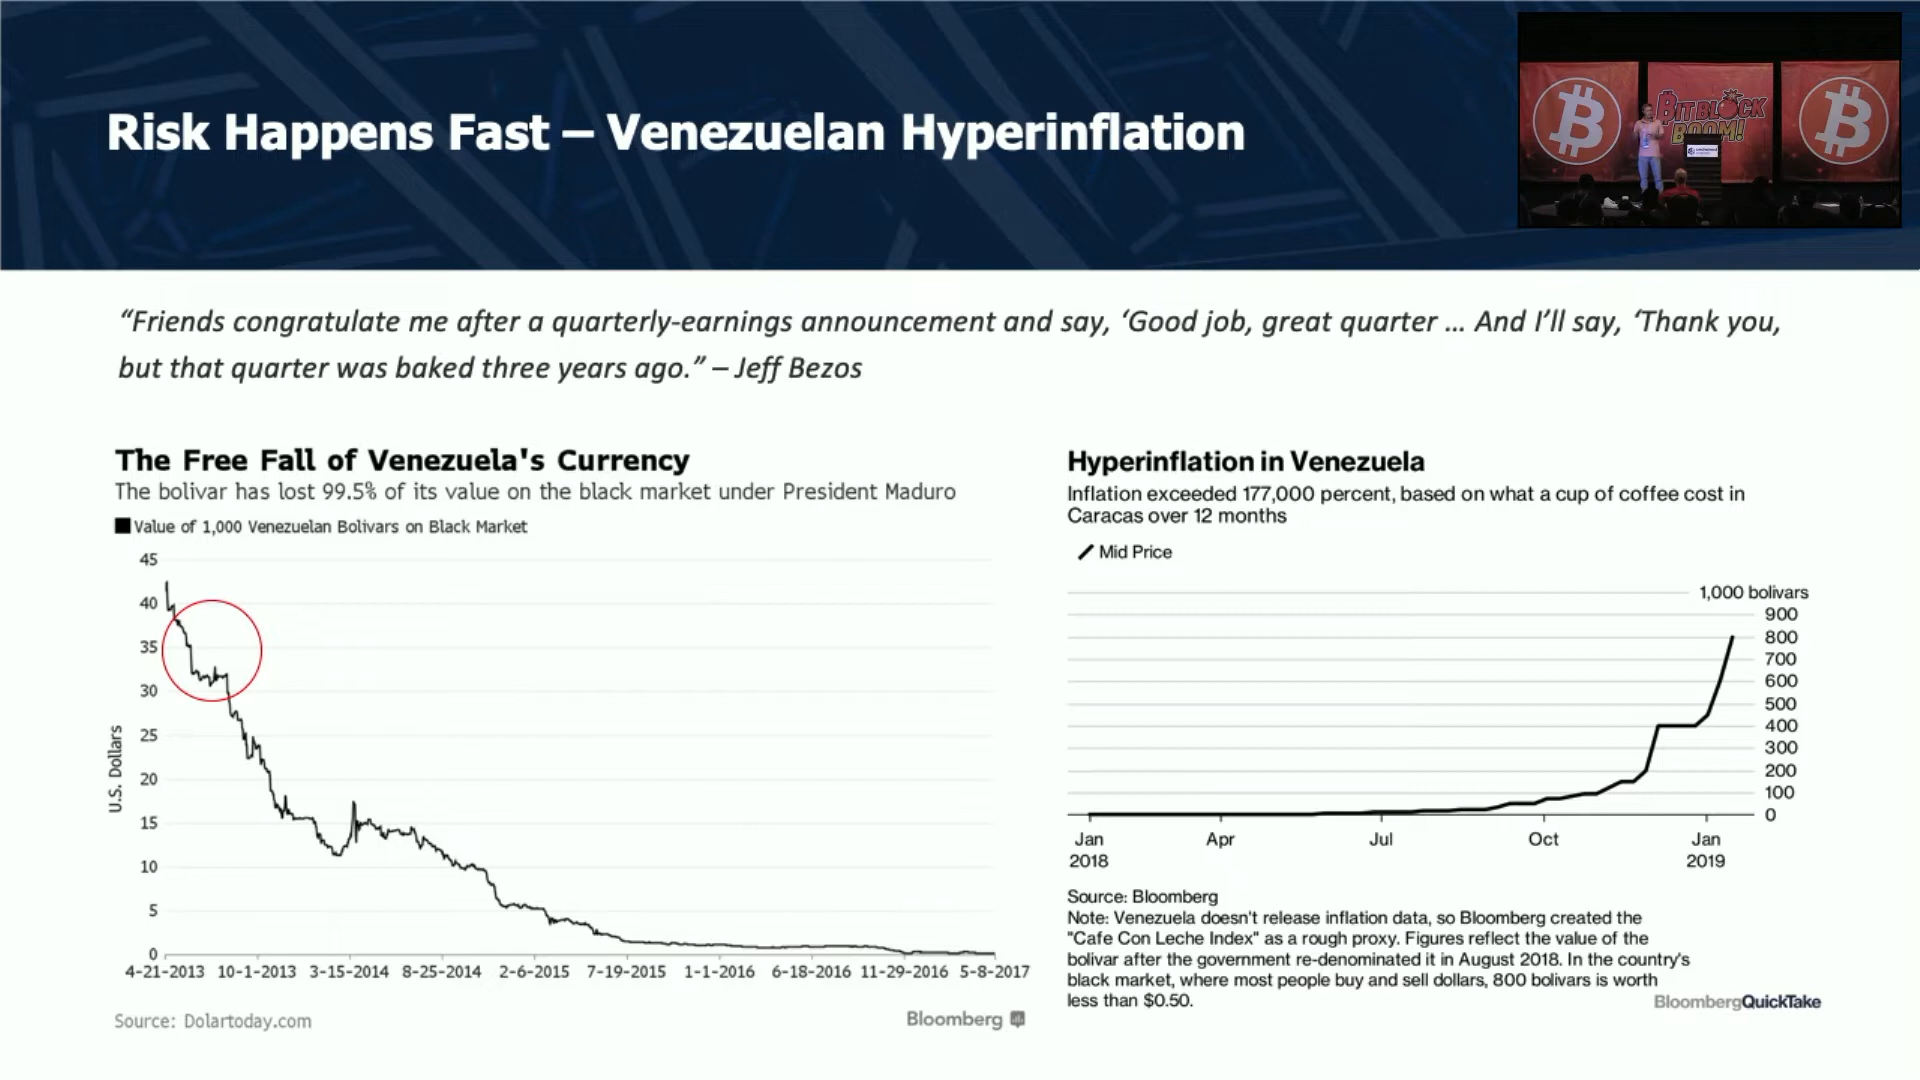 Risk Happens Fast – Venezuelan Hyperinflation
BITBLOCK
BOOM!
“Friends congratulate me after a quarterly-earnings announcement and say, ‘Good job, great quarter … And I’ll say, ‘Thank you,
but that quarter was baked three years ago.” – Jeff Bezos
The Free Fall of Venezuela's Currency
The bolivar has lost 99.5% of its value on the black market under President Maduro
Value of 1,000 Venezuelan Bolivars on Black Market
45
40
35
30
25
20
15
10
5
0
U.S. Dollars
4-21-2013 10-1-2013 3-15-2014 8-25-2014 2-6-2015 7-19-2015 1-1-2016 6-18-2016 11-29-2016 5-8-2017
Source: Dolartoday.com
Bloomberg
Hyperinflation in Venezuela
Inflation exceeded 177,000 percent, based on what a cup of coffee cost in
Caracas over 12 months
Mid Price
1,000 bolivars
900
800
700
600
500
400
300
200
100
0
Jan Apr Jul Oct Jan
2018 2019
Source: Bloomberg
Note: Venezuela doesn't release inflation data, so Bloomberg created the
"Cafe Con Leche Index" as a rough proxy. Figures reflect the value of the
bolivar after the government re-denominated it in August 2018. In the country's
black market, where most people buy and sell dollars, 800 bolivars is worth
less than $0.50.
BloombergQuickTake